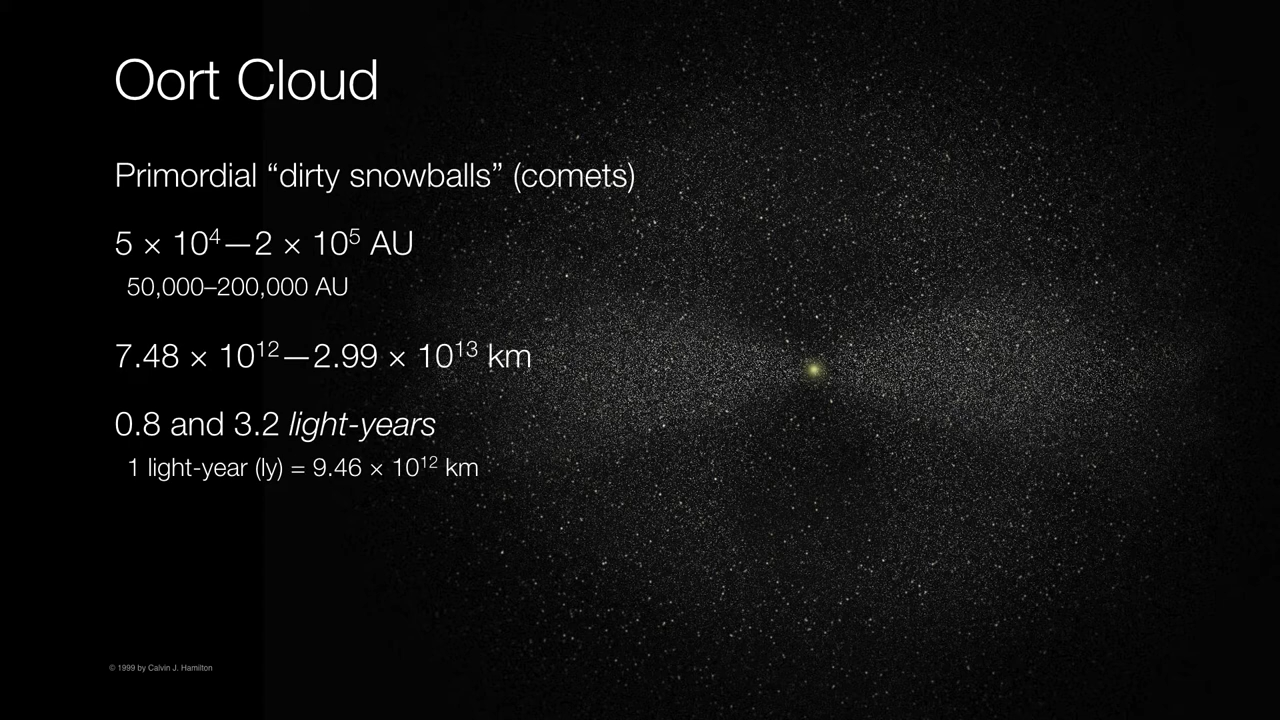 Oort Cloud
Primordial “dirty snowballs” (comets)
5 × 10⁴—2 × 10⁵ AU
50,000–200,000 AU
7.48 × 10¹²—2.99 × 10¹³ km
0.8 and 3.2 light-years
1 light-year (ly) = 9.46 × 10¹² km
© 1999 by Calvin J. Hamilton